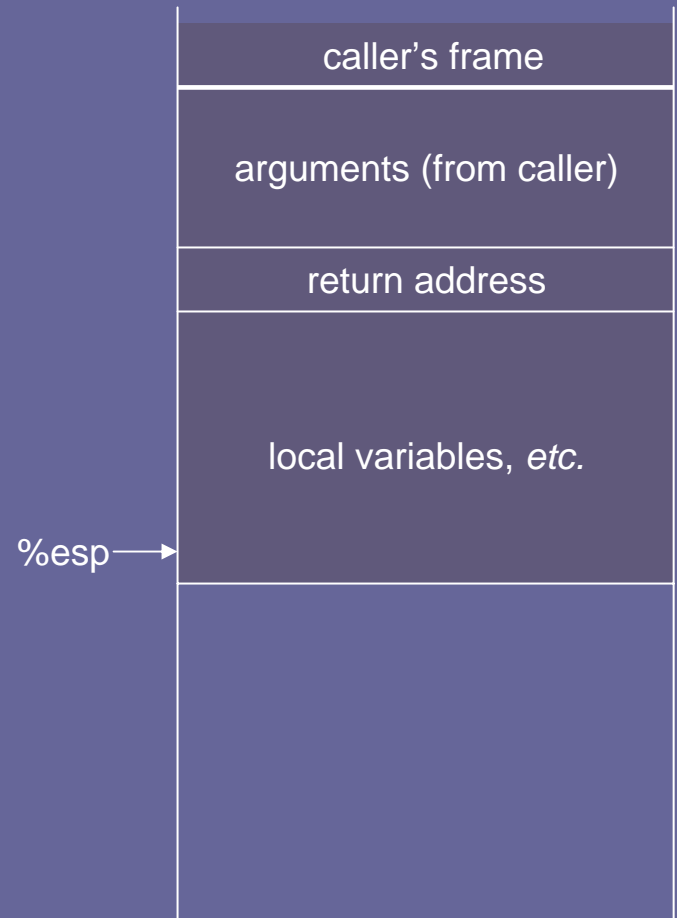 caller’s frame
arguments (from caller)
return address
local variables, etc.
%esp